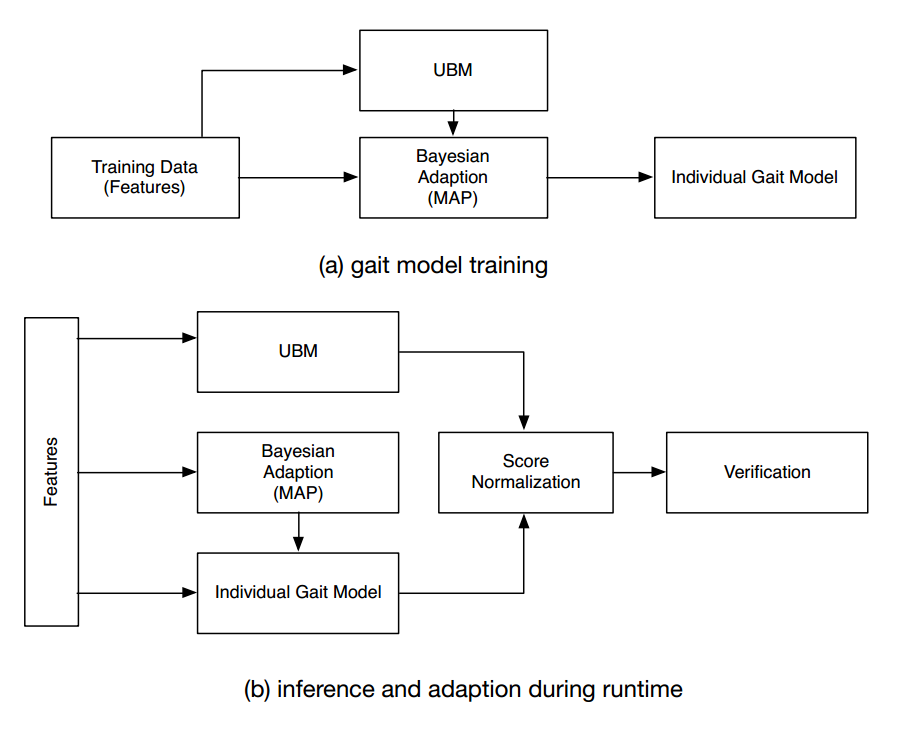 UBM
Training Data
(Features)
Bayesian
Adaption
(MAP)
Individual Gait Model
(a) gait model training
Features
UBM
Bayesian
Adaption
(MAP)
Individual Gait Model
Score
Normalization
Verification
(b) inference and adaption during runtime